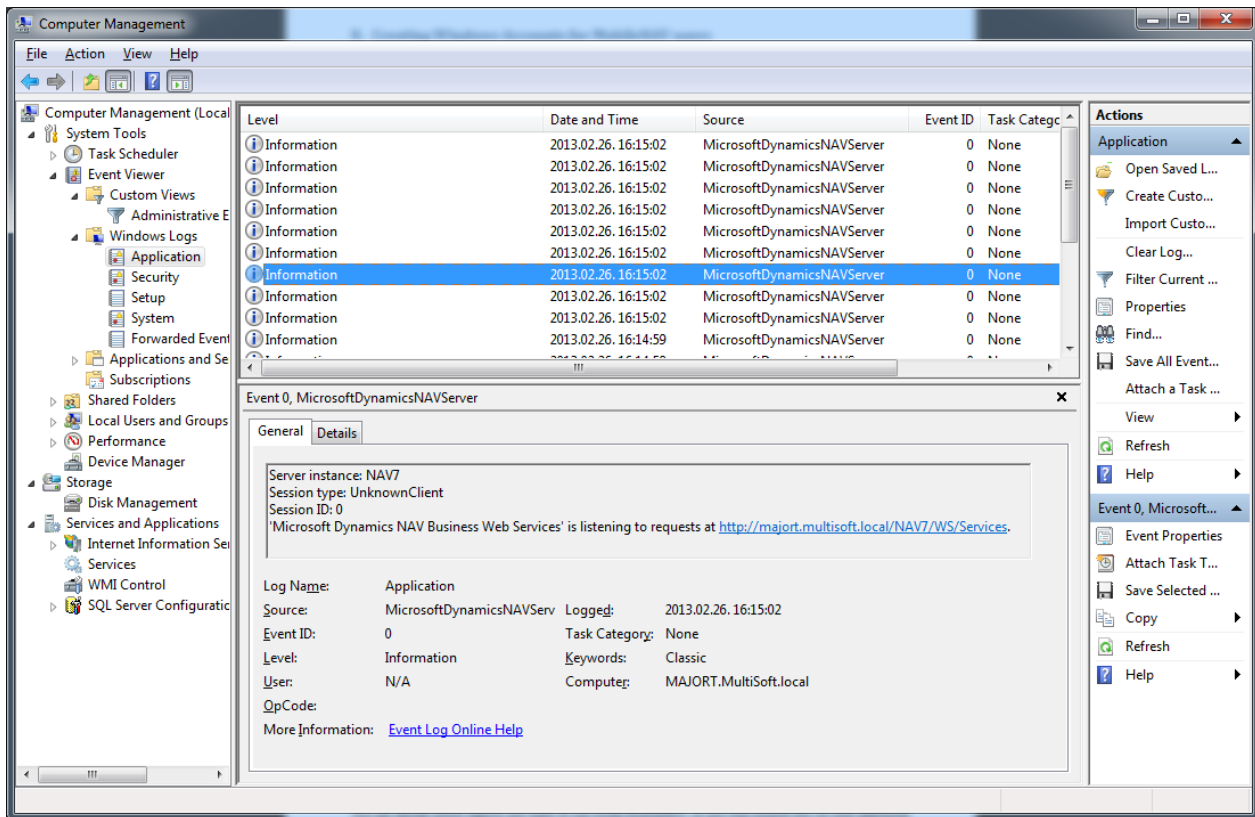 Computer Management
File Action View Help
Computer Management (Local
System Tools
Task Scheduler
Event Viewer
Custom Views
Administrative E
Windows Logs
Application
Security
Setup
System
Forwarded Event
Applications and Se
Subscriptions
Shared Folders
Local Users and Groups
Performance
Device Manager
Storage
Disk Management
Services and Applications
Internet Information Ser
Services
WMI Control
SQL Server Configuratic
Level Date and Time Source Event ID Task Categc
Information 2013.02.26. 16:15:02 MicrosoftDynamicsNAVServer 0 None
Information 2013.02.26. 16:15:02 MicrosoftDynamicsNAVServer 0 None
Information 2013.02.26. 16:15:02 MicrosoftDynamicsNAVServer 0 None
Information 2013.02.26. 16:15:02 MicrosoftDynamicsNAVServer 0 None
Information 2013.02.26. 16:15:02 MicrosoftDynamicsNAVServer 0 None
Information 2013.02.26. 16:15:02 MicrosoftDynamicsNAVServer 0 None
Information 2013.02.26. 16:15:02 MicrosoftDynamicsNAVServer 0 None
Information 2013.02.26. 16:15:02 MicrosoftDynamicsNAVServer 0 None
Information 2013.02.26. 16:15:02 MicrosoftDynamicsNAVServer 0 None
Information 2013.02.26. 16:14:59 MicrosoftDynamicsNAVServer 0 None
Event 0, MicrosoftDynamicsNAVServer
General Details
Server instance: NAV7
Session type: UnknownClient
Session ID: 0
'Microsoft Dynamics NAV Business Web Services' is listening to requests at http://majort.multisoft.local/NAV7/WS/Services.
Log Name: Application
Source: MicrosoftDynamicsNAVServ Logged: 2013.02.26. 16:15:02
Event ID: 0 Task Category: None
Level: Information Keywords: Classic
User: N/A Computer: MAJORT.MultiSoft.local
OpCode:
More Information: Event Log Online Help
Actions
Application
Open Saved L...
Create Custo...
Import Custo...
Clear Log...
Filter Current ...
Properties
Find...
Save All Event...
Attach a Task ...
View
Refresh
Help
Event 0, Microsoft...
Event Properties
Attach Task T...
Save Selected ...
Copy
Refresh
Help